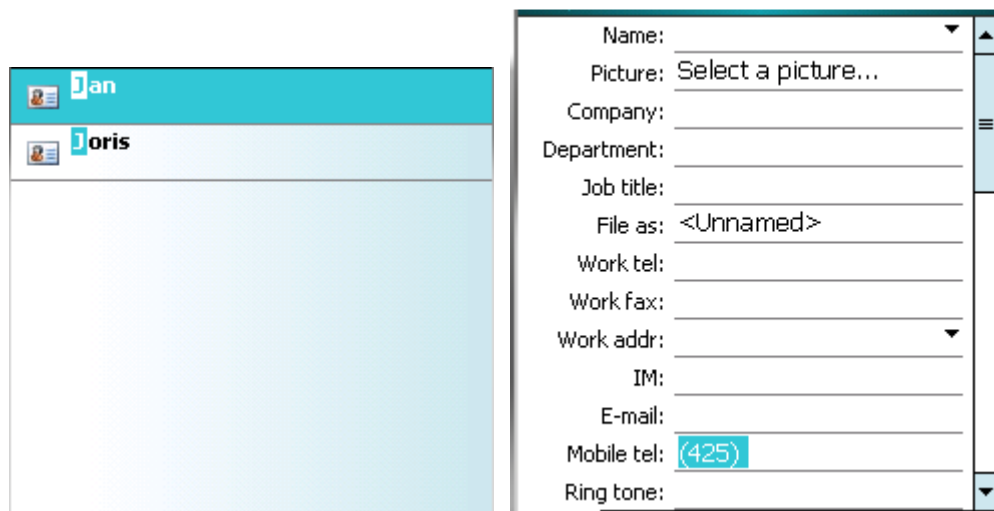 Jan
Joris
Name:
Picture: Select a picture...
Company:
Department:
Job title:
File as: <Unnamed>
Work tel:
Work fax:
Work addr:
IM:
E-mail:
Mobile tel: (425)
Ring tone: